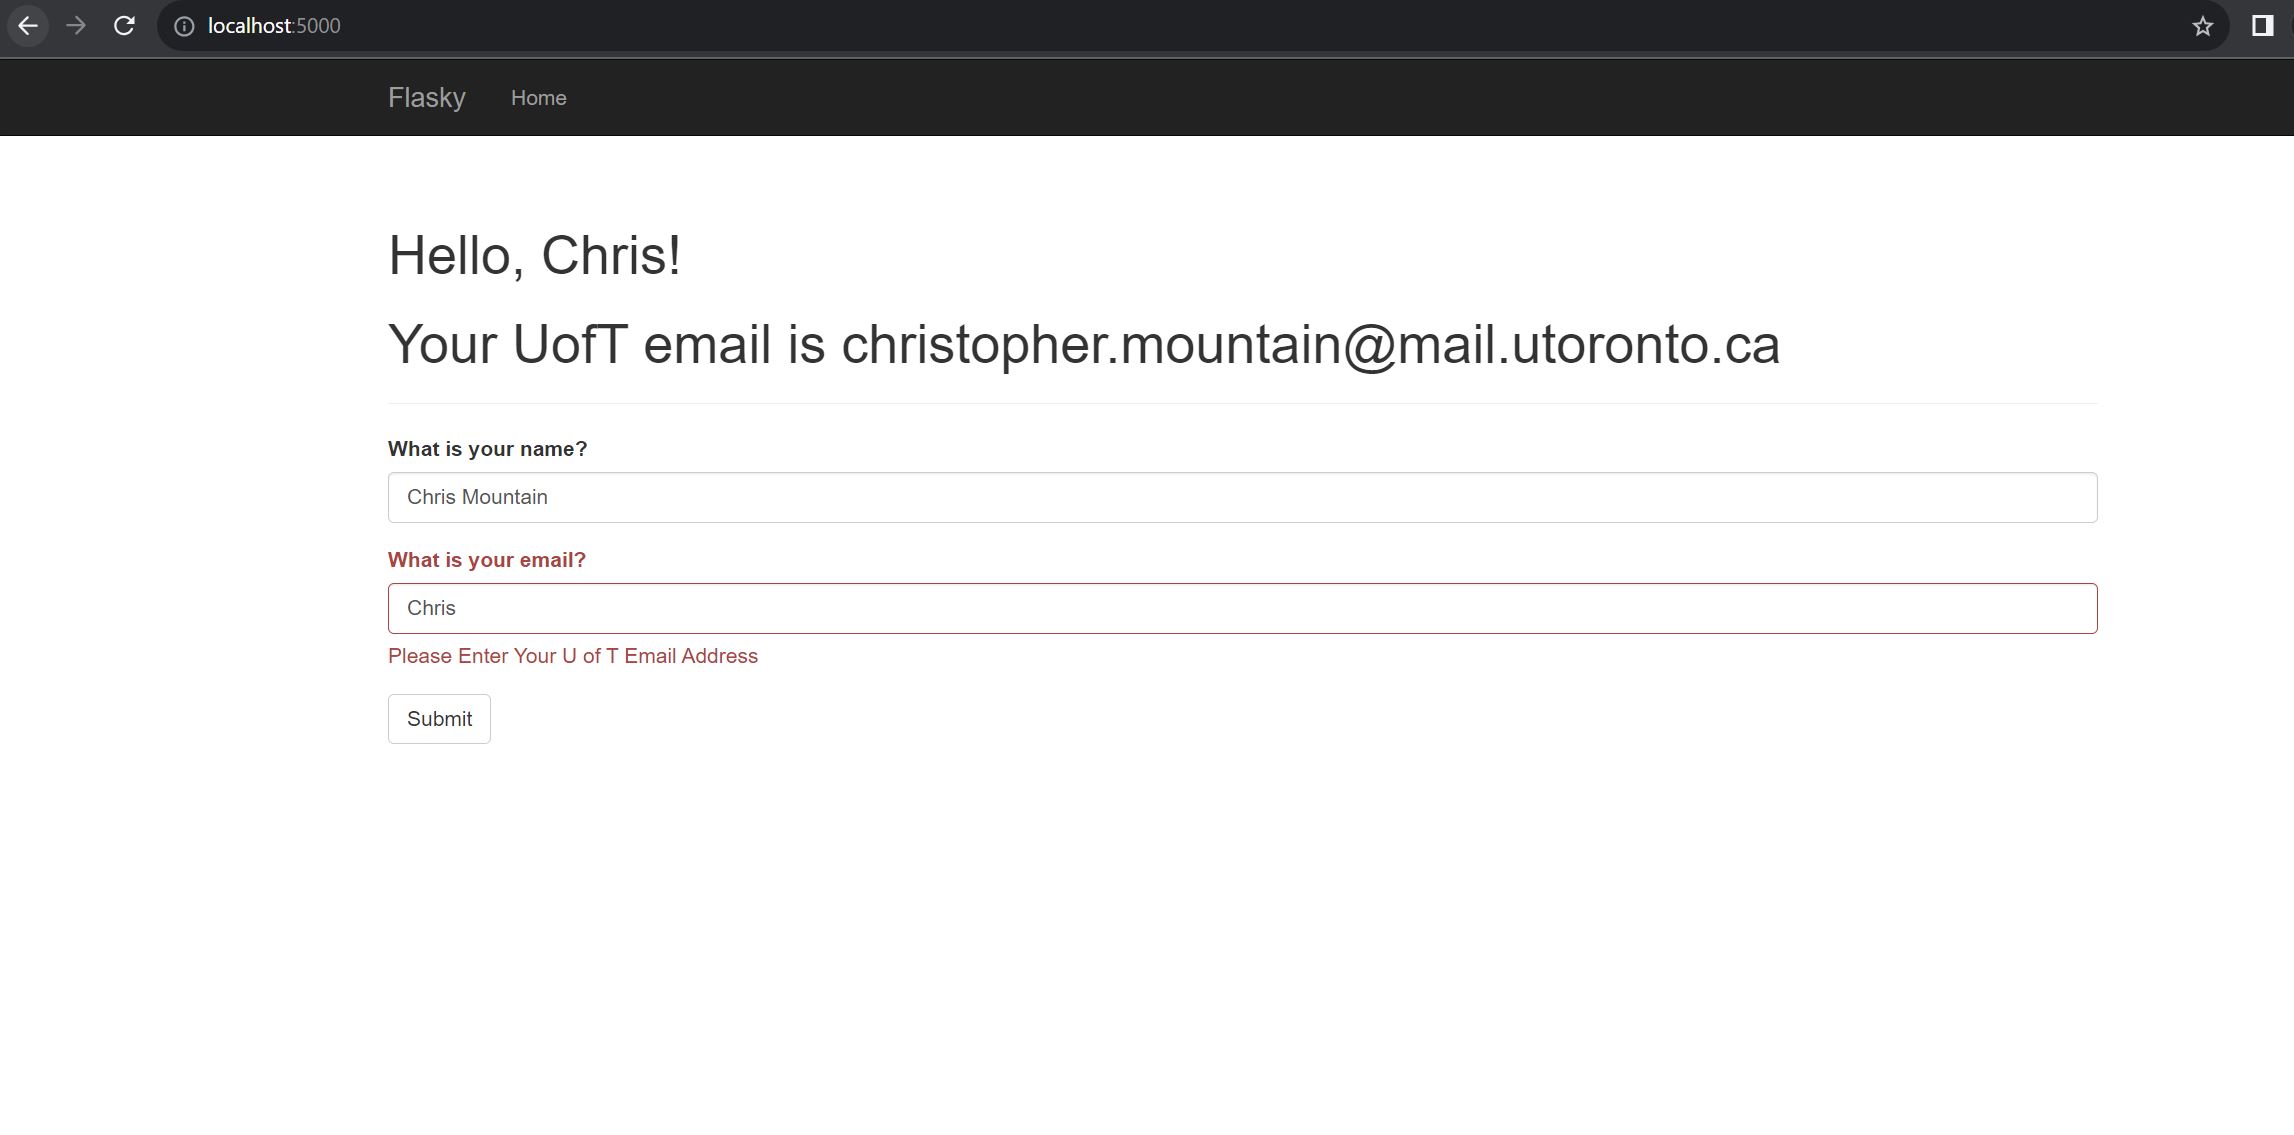 localhost:5000
Flasky Home
Hello, Chris!
Your UofT email is christopher.mountain@mail.utoronto.ca
What is your name?
Chris Mountain
What is your email?
Chris
Please Enter Your U of T Email Address
Submit